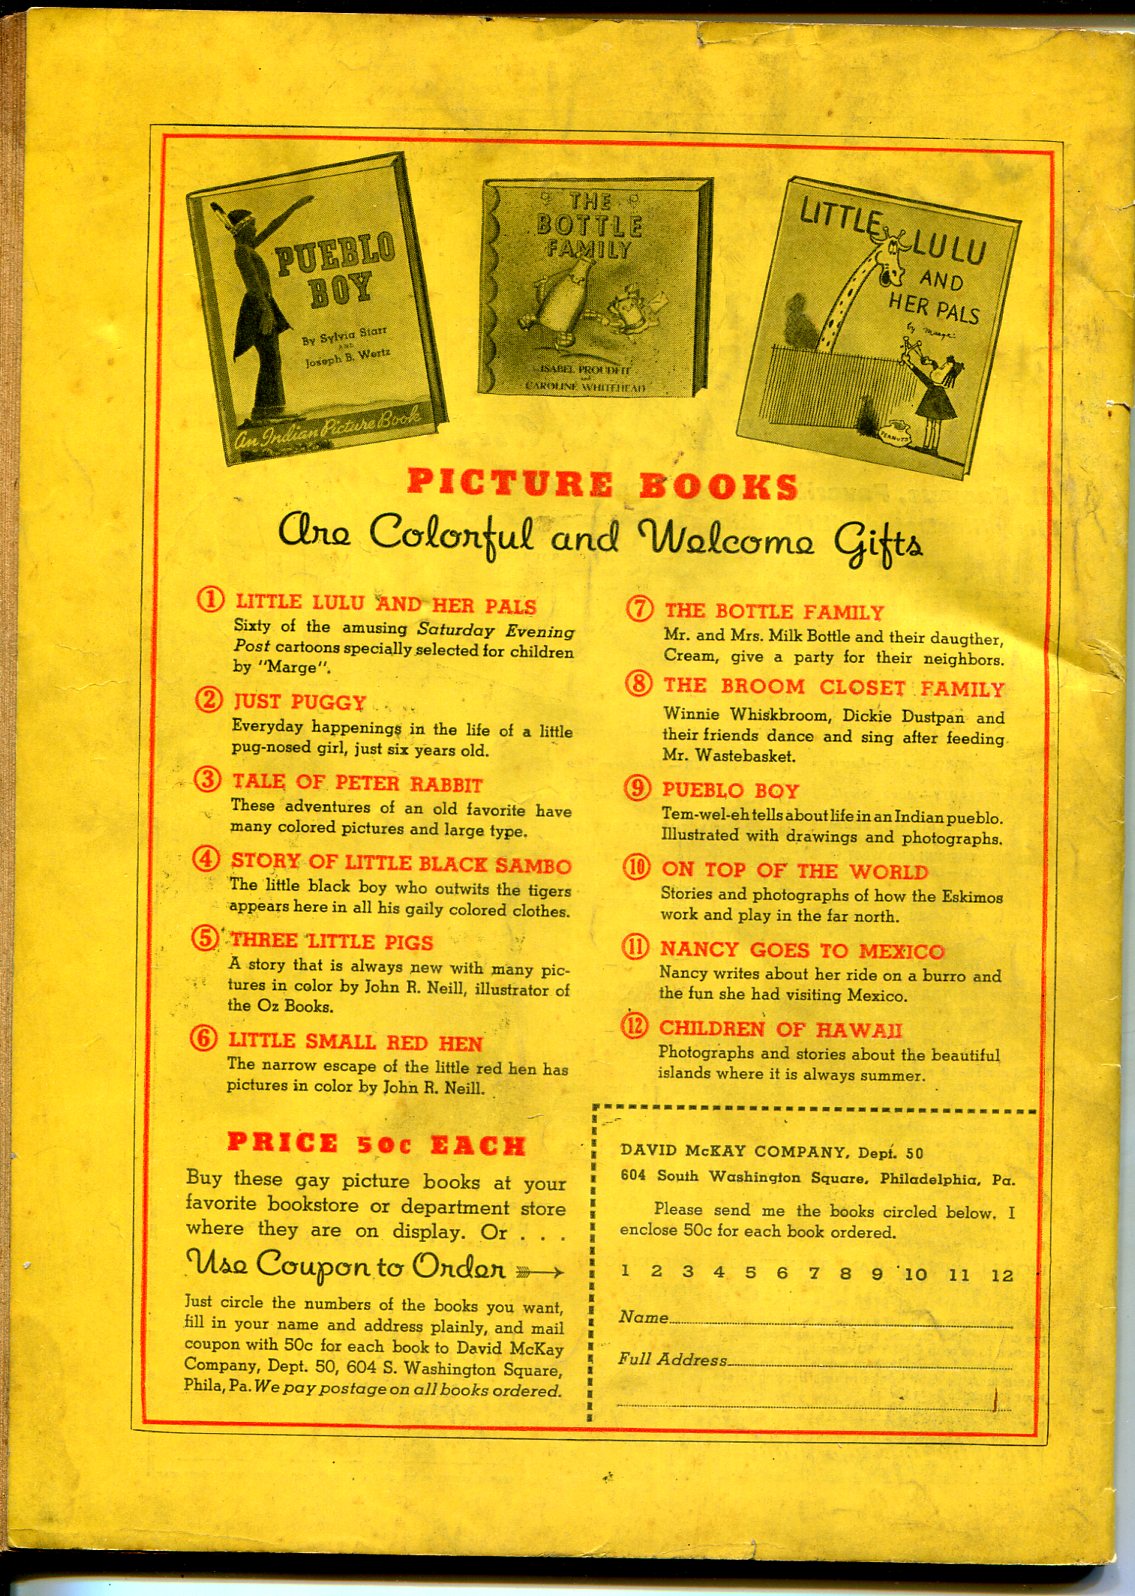 PUEBLO
BOY
By Sylvia Starr
AND
Joseph B. Wertz
An Indian Picture Book
THE
BOTTLE
FAMILY
ISABEL PROUDFIT
and
CAROLINE WHITEHEAD
LITTLE LULU
AND
HER PALS
by Marge
PEANUTS
PICTURE BOOKS
Are Colorful and Welcome Gifts
1 LITTLE LULU AND HER PALS
Sixty of the amusing Saturday Evening
Post cartoons specially selected for children
by "Marge".
2 JUST PUGGY
Everyday happenings in the life of a little
pug-nosed girl, just six years old.
3 TALE OF PETER RABBIT
These adventures of an old favorite have
many colored pictures and large type.
4 STORY OF LITTLE BLACK SAMBO
The little black boy who outwits the tigers
appears here in all his gaily colored clothes.
5 THREE LITTLE PIGS
A story that is always new with many pic-
tures in color by John R. Neill, illustrator of
the Oz Books.
6 LITTLE SMALL RED HEN
The narrow escape of the little red hen has
pictures in color by John R. Neill.
7 THE BOTTLE FAMILY
Mr. and Mrs. Milk Bottle and their daugther,
Cream, give a party for their neighbors.
8 THE BROOM CLOSET FAMILY
Winnie Whiskbroom, Dickie Dustpan and
their friends dance and sing after feeding
Mr. Wastebasket.
9 PUEBLO BOY
Tem-wel-eh tells about life in an Indian pueblo.
Illustrated with drawings and photographs.
10 ON TOP OF THE WORLD
Stories and photographs of how the Eskimos
work and play in the far north.
11 NANCY GOES TO MEXICO
Nancy writes about her ride on a burro and
the fun she had visiting Mexico.
12 CHILDREN OF HAWAII
Photographs and stories about the beautiful
islands where it is always summer.
PRICE 50c EACH
Buy these gay picture books at your
favorite bookstore or department store
where they are on display. Or . . .
Use Coupon to Order
Just circle the numbers of the books you want,
fill in your name and address plainly, and mail
coupon with 50c for each book to David McKay
Company, Dept. 50, 604 S. Washington Square,
Phila, Pa. We pay postage on all books ordered.
DAVID McKAY COMPANY, Dept. 50
604 South Washington Square, Philadelphia, Pa.
Please send me the books circled below. I
enclose 50c for each book ordered.
1 2 3 4 5 6 7 8 9 10 11 12
Name
Full Address